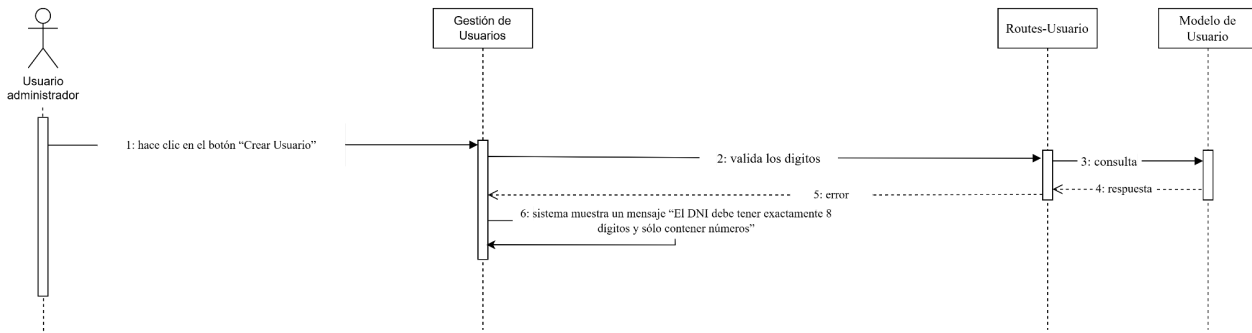 Gestión de
Usuarios
Routes-Usuario
Modelo de
Usuario
Usuario
administrador
1: hace clic en el botón “Crear Usuario”
2: valida los digitos
3: consulta
4: respuesta
5: error
6: sistema muestra un mensaje “El DNI debe tener exactamente 8
dígitos y sólo contener números”